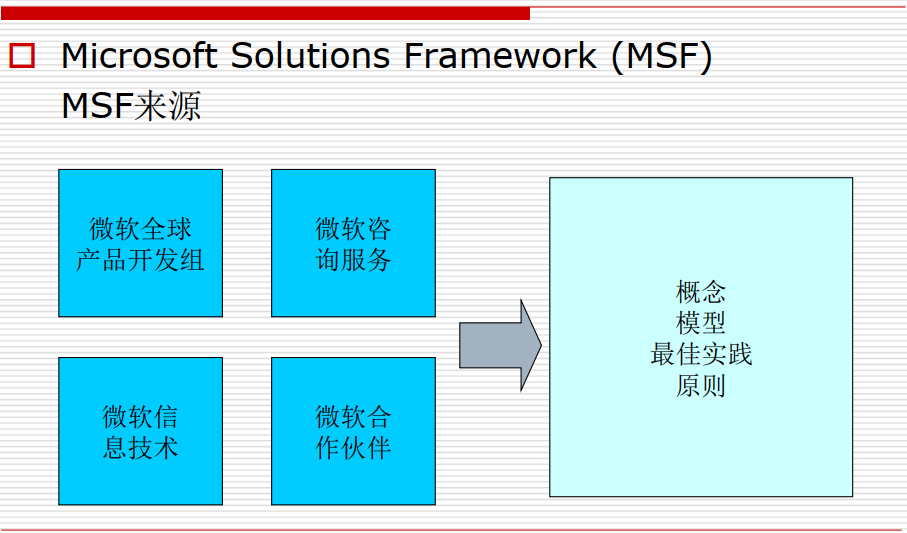 Microsoft Solutions Framework (MSF)
MSF来源
微软全球
产品开发组
微软咨
询服务
微软信
息技术
微软合
作伙伴
概念
模型
最佳实践
原则